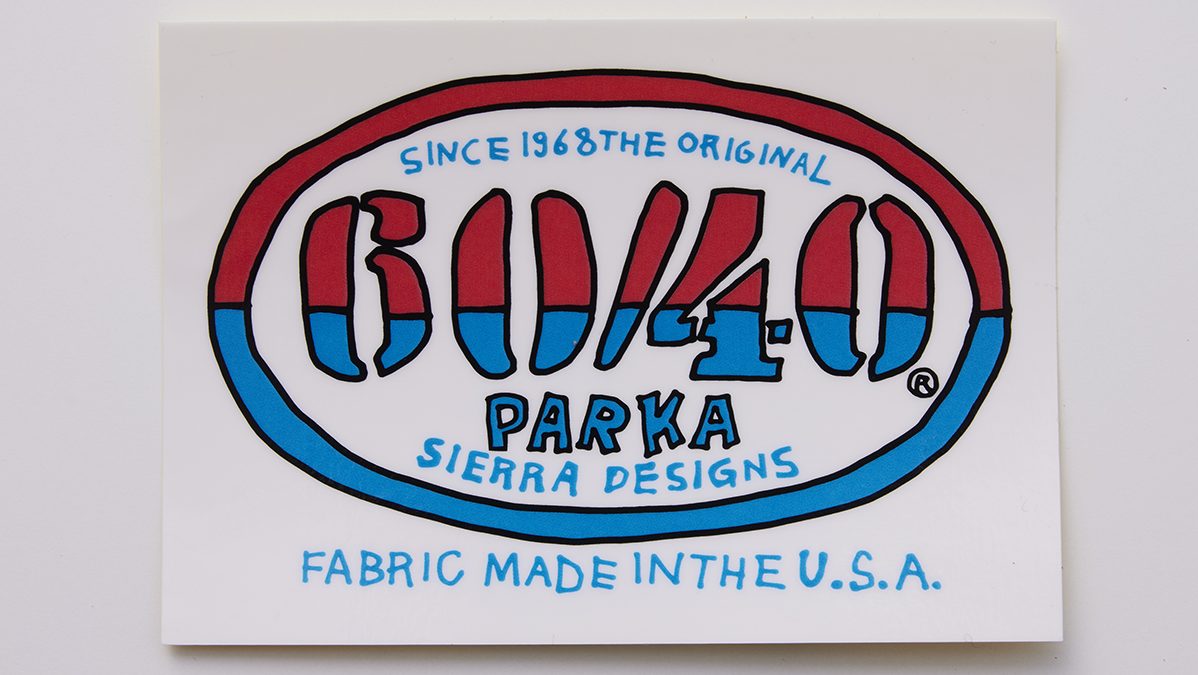 SINCE 1968 THE ORIGINAL
60/40®
PARKA
SIERRA DESIGNS
FABRIC MADE IN THE U.S.A.